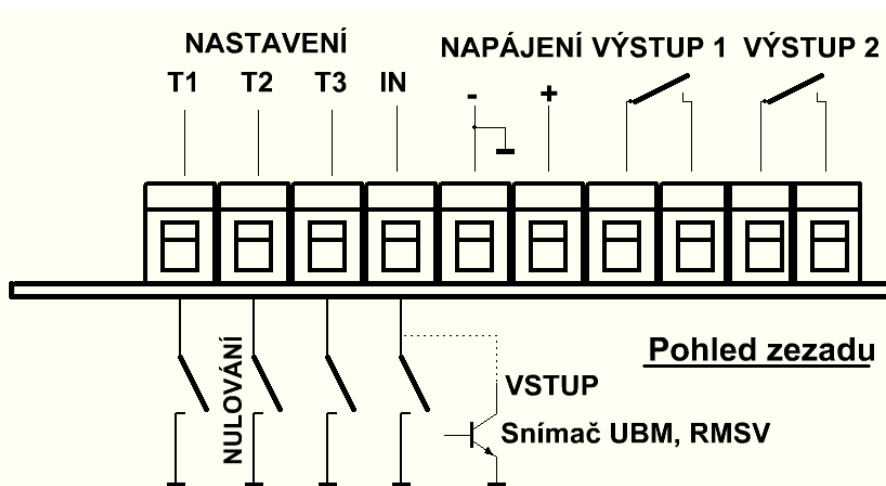 NASTAVENÍ
NAPÁJENÍ VÝSTUP 1 VÝSTUP 2
T1 T2 T3 IN - +
NULOVÁNÍ
Pohled zezadu
VSTUP
Snímač UBM, RMSV